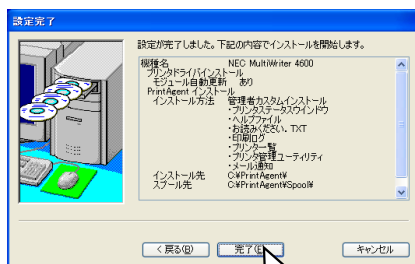 設定完了
設定が完了しました。下記の内容でインストールを開始します。
機種名 NEC MultiWriter 4600
プリンタドライバインストール
モジュール自動更新 あり
PrintAgent インストール
インストール方法 管理者カスタムインストール
・プリンタステータスウインドウ
・ヘルプファイル
・お読みください.TXT
・印刷ログ
・プリンター覧
・プリンタ管理ユーティリティ
・メール通知
インストール先 C:¥PrintAgent¥
スプール先 C:¥PrintAgent¥Spool¥
< 戻る(B)
完了(E)
キャンセル